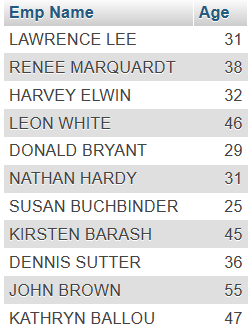 Emp Name Age
LAWRENCE LEE 31
RENEE MARQUARDT 38
HARVEY ELWIN 32
LEON WHITE 46
DONALD BRYANT 29
NATHAN HARDY 31
SUSAN BUCHBINDER 25
KIRSTEN BARASH 45
DENNIS SUTTER 36
JOHN BROWN 55
KATHRYN BALLOU 47